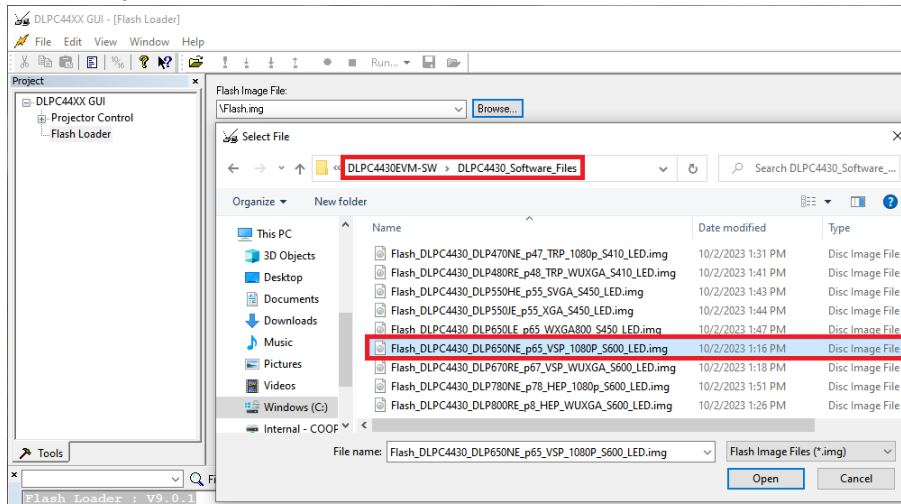 DLPC44XX GUI - [Flash Loader]
File Edit View Window Help
Run...
Project
DLPC44XX GUI
Projector Control
Flash Loader
Flash Image File:
\Flash.img
Browse...
Select File
« DLPC4430EVM-SW › DLPC4430_Software_Files
Search DLPC4430_Software_...
Organize New folder
This PC
3D Objects
Desktop
Documents
Downloads
Music
Pictures
Videos
Windows (C:)
Internal - COOF
Name Date modified Type
Flash_DLPC4430_DLP470NE_p47_TRP_1080p_S410_LED.img 10/2/2023 1:31 PM Disc Image File
Flash_DLPC4430_DLP480RE_p48_TRP_WUXGA_S410_LED.img 10/2/2023 1:41 PM Disc Image File
Flash_DLPC4430_DLP550HE_p55_SVGA_S450_LED.img 10/2/2023 1:43 PM Disc Image File
Flash_DLPC4430_DLP550JE_p55_XGA_S450_LED.img 10/2/2023 1:44 PM Disc Image File
Flash_DLPC4430_DLP650LE_p65_WXGA800_S450_LED.img 10/2/2023 1:47 PM Disc Image File
Flash_DLPC4430_DLP650NE_p65_VSP_1080P_S600_LED.img 10/2/2023 1:16 PM Disc Image File
Flash_DLPC4430_DLP670RE_p67_VSP_WUXGA_S600_LED.img 10/2/2023 1:18 PM Disc Image File
Flash_DLPC4430_DLP780NE_p78_HEP_1080p_S600_LED.img 10/2/2023 1:51 PM Disc Image File
Flash_DLPC4430_DLP800RE_p8_HEP_WUXGA_S600_LED.img 10/2/2023 1:26 PM Disc Image File
File name: Flash_DLPC4430_DLP650NE_p65_VSP_1080P_S600_LED.img Flash Image Files (*.img)
Open Cancel
Tools
Fi
Flash Loader : V9.0.1